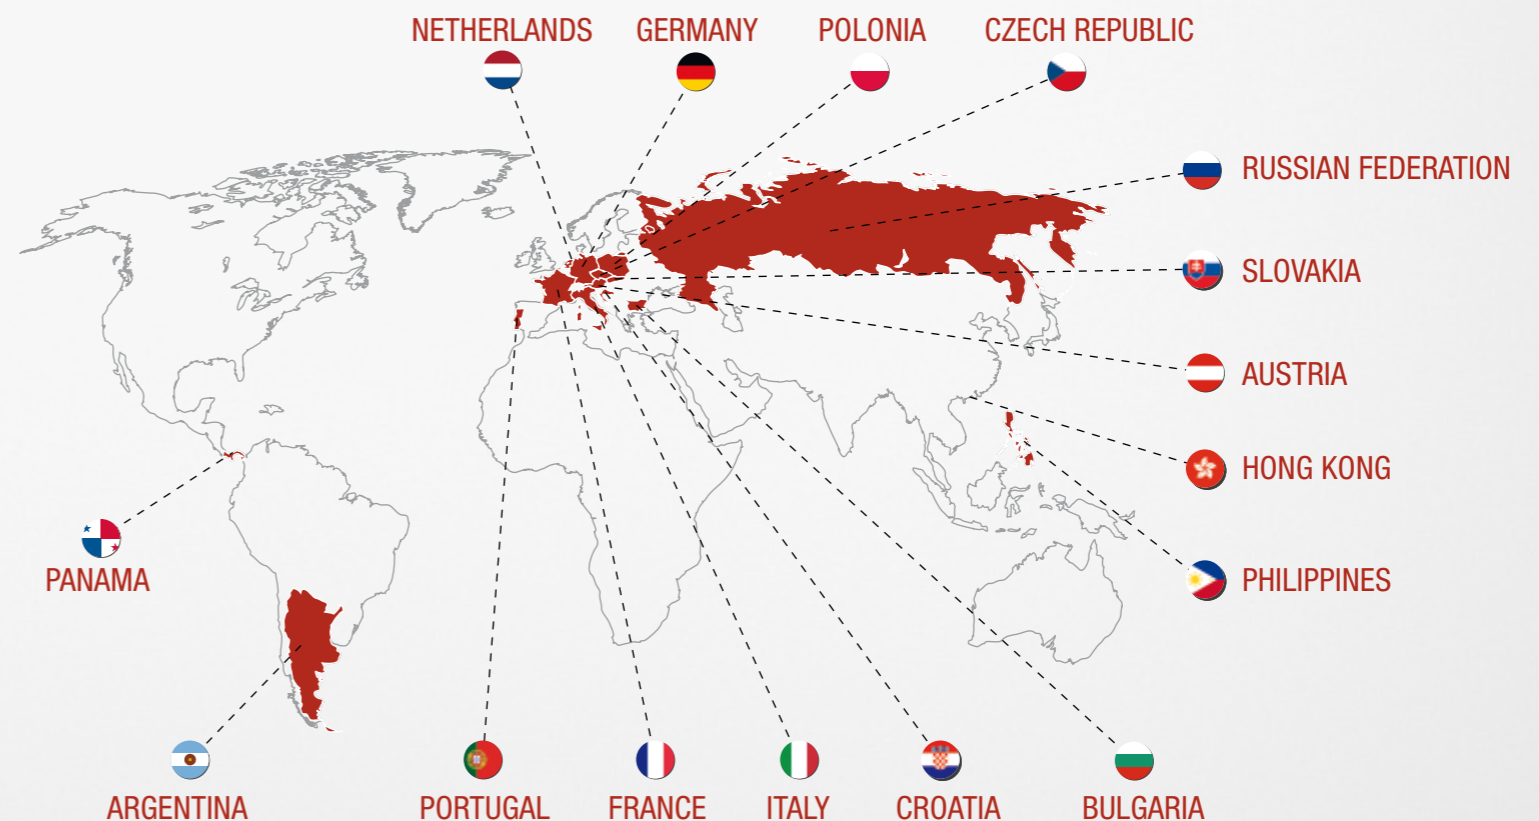 NETHERLANDS
GERMANY
POLONIA
CZECH REPUBLIC
RUSSIAN FEDERATION
SLOVAKIA
AUSTRIA
HONG KONG
PHILIPPINES
PANAMA
ARGENTINA
PORTUGAL
FRANCE
ITALY
CROATIA
BULGARIA